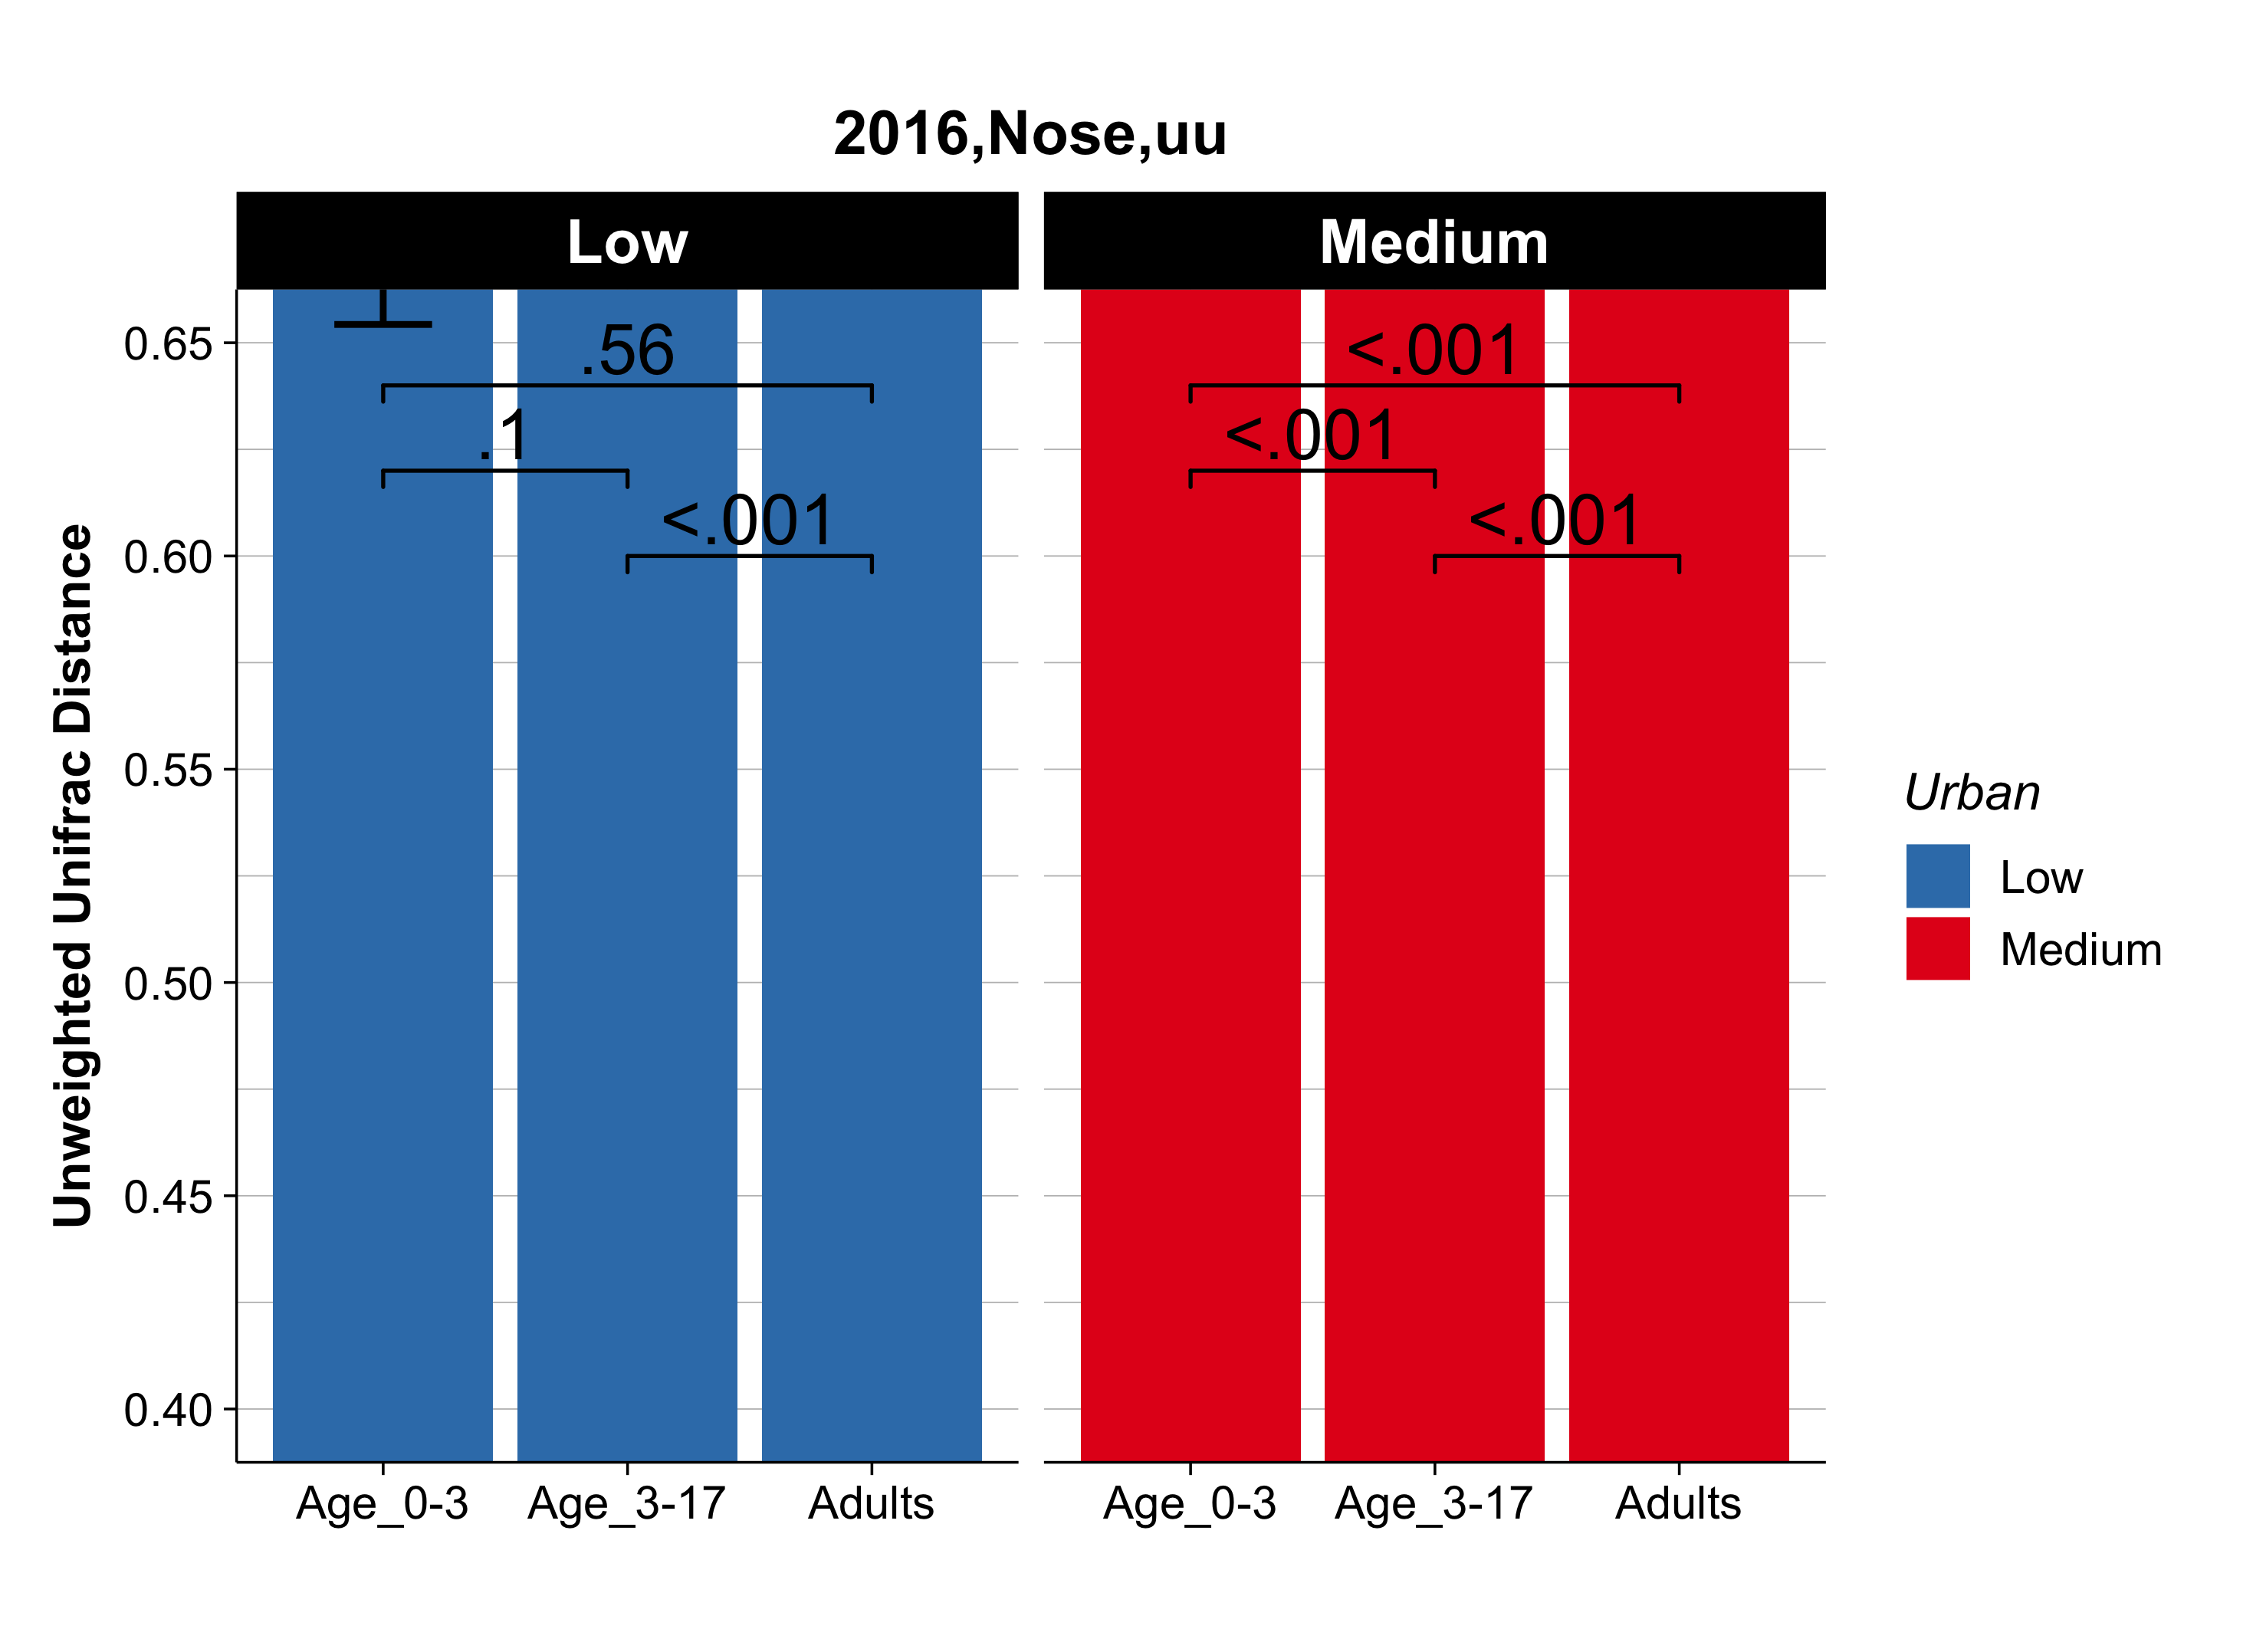 2016,Nose,uu
Low
Medium
Unweighted Unifrac Distance
0.65
0.60
0.55
0.50
0.45
0.40
.56
.1
<.001
<.001
<.001
<.001
Age_0-3
Age_3-17
Adults
Age_0-3
Age_3-17
Adults
Urban
Low
Medium